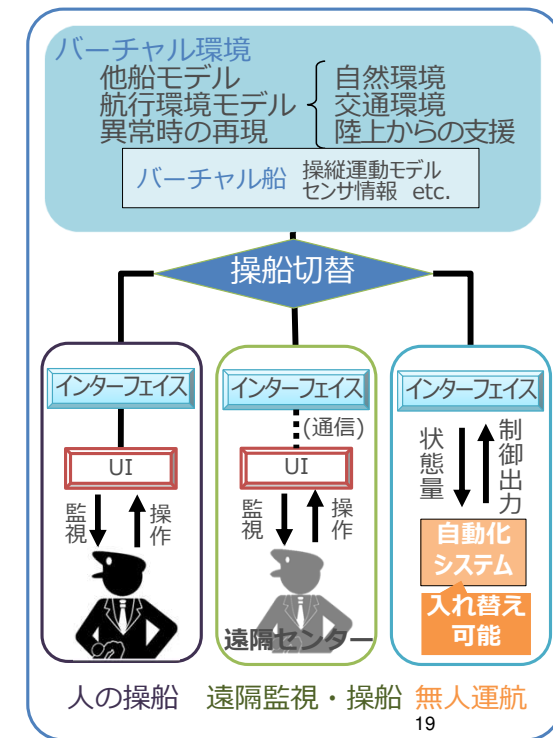 バーチャル環境
他船モデル
航行環境モデル
異常時の再現
自然環境
交通環境
陸上からの支援
バーチャル船
操縦運動モデル
センサ情報 etc.
操船切替
インターフェイス
UI
監視
操作
人の操船
インターフェイス
(通信)
UI
監視
操作
遠隔センター
遠隔監視・操船
インターフェイス
状態量
制御出力
自動化
システム
入れ替え
可能
無人運航
19